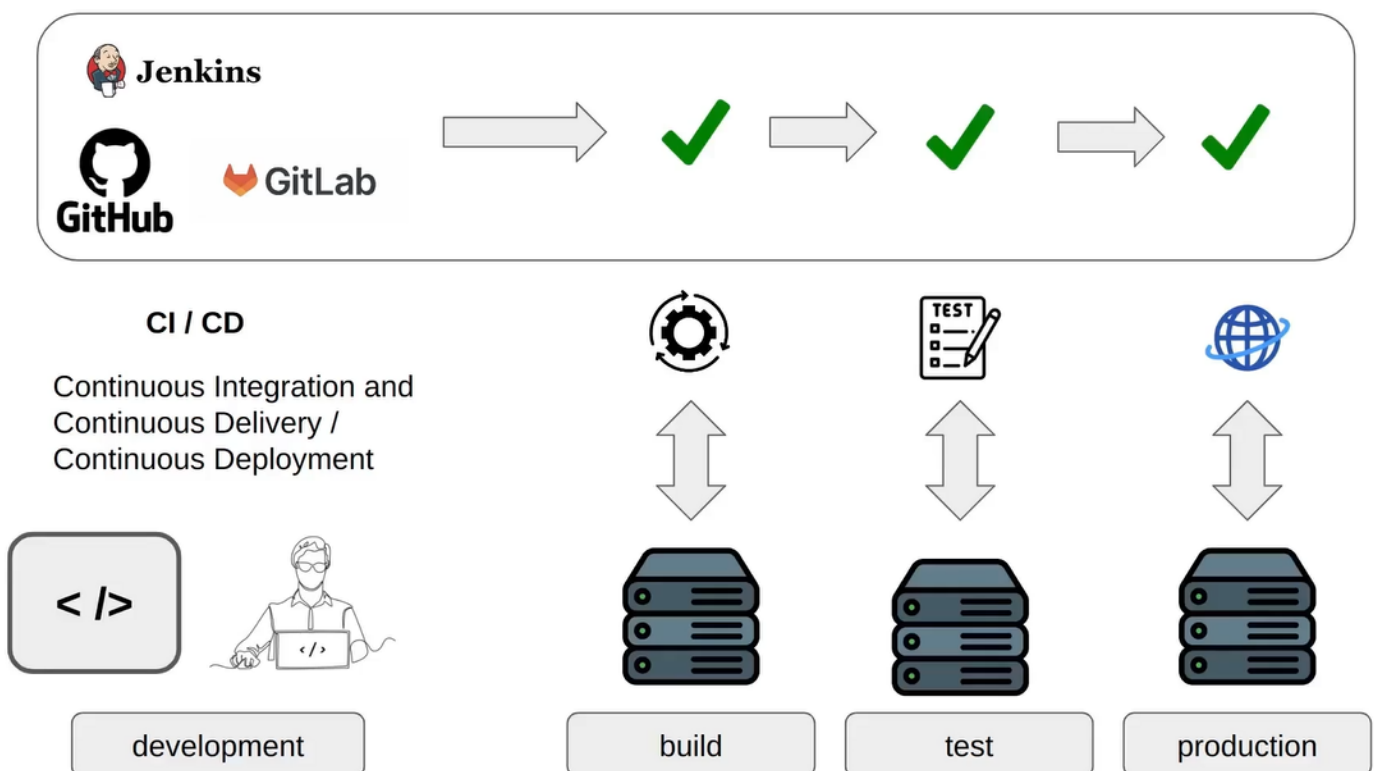 Jenkins
GitHub
GitLab
CI / CD
Continuous Integration and
Continuous Delivery /
Continuous Deployment
TEST
< />
</>
development
build
test
production